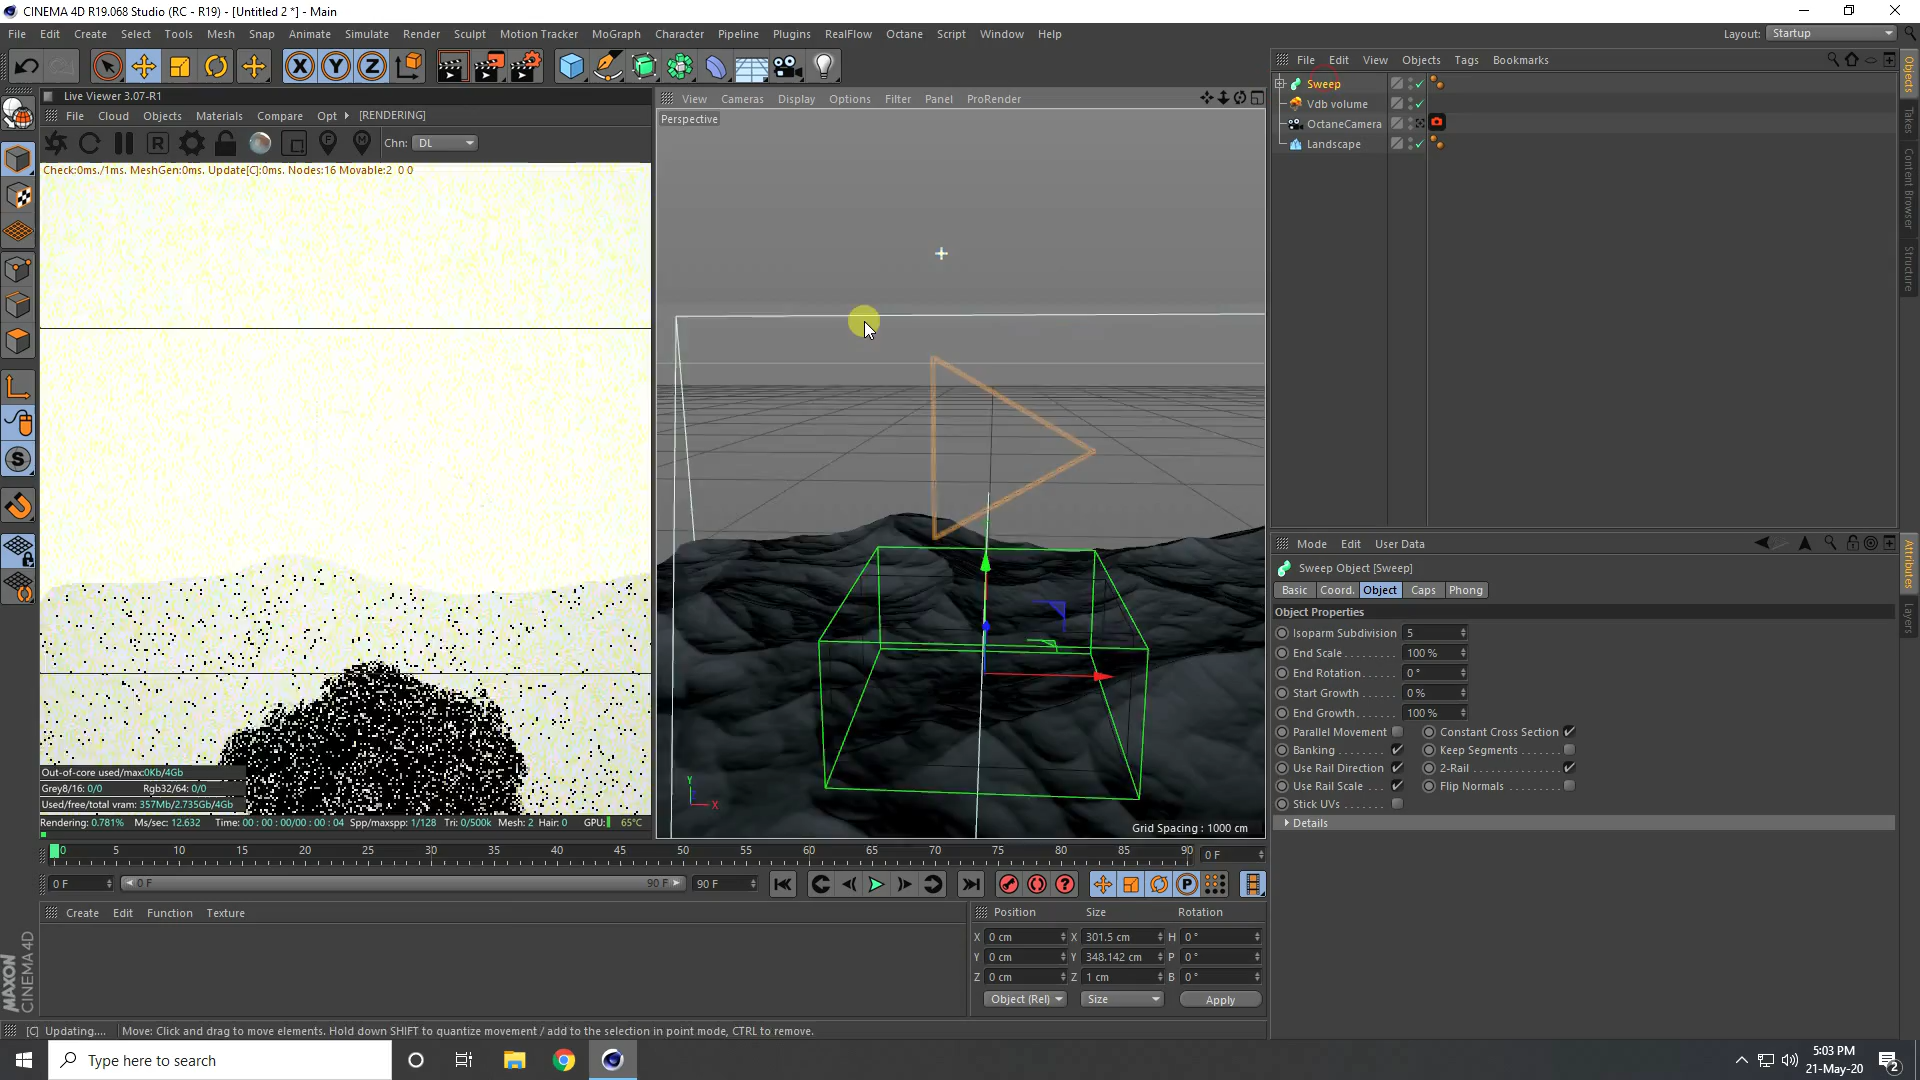 CINEMA 4D R19.068 Studio (RC - R19) - [Untitled 2 *] - Main
File Edit Create Select Tools Mesh Snap Animate Simulate Render Sculpt Motion Tracker MoGraph Character Pipeline Plugins RealFlow Octane Script Window Help
Layout: Startup
Live Viewer 3.07-R1
File Cloud Objects Materials Compare Opt [RENDERING]
Chn: DL
Check:0ms./1ms. MeshGen:0ms. Update[C]:0ms. Nodes:16 Movable:2 0 0
Out-of-core used/max:0Kb/4Gb
Grey8/16: 0/0 Rgb32/64: 0/0
Used/free/total vram: 357Mb/2.735Gb/4Gb
Rendering: 0.781% Ms/sec: 12.632 Time: 00 : 00 : 00/00 : 00 : 04 Spp/maxspp: 1/128 Tri: 0/500k Mesh: 2 Hair: 0 GPU: 65°C
View Cameras Display Options Filter Panel ProRender
Perspective
Y
X
Grid Spacing : 1000 cm
File Edit View Objects Tags Bookmarks
Sweep
Vdb volume
OctaneCamera
Landscape
Objects
Takes
Content Browser
Structure
Mode Edit User Data
Sweep Object [Sweep]
Basic Coord. Object Caps Phong
Object Properties
Isoparm Subdivision 5
End Scale 100 %
End Rotation 0 °
Start Growth 0 %
End Growth 100 %
Parallel Movement Constant Cross Section
Banking Keep Segments
Use Rail Direction 2-Rail
Use Rail Scale Flip Normals
Stick UVs
Details
Attributes
Layers
0 5 10 15 20 25 30 35 40 45 50 55 60 65 70 75 80 85 90 0 F
0 F 0 F 90 F 90 F
Create Edit Function Texture
Position Size Rotation
X 0 cm X 301.5 cm H 0 °
Y 0 cm Y 348.142 cm P 0 °
Z 0 cm Z 1 cm B 0 °
Object (Rel) Size Apply
MAXON
CINEMA 4D
[C] Updating.... Move: Click and drag to move elements. Hold down SHIFT to quantize movement / add to the selection in point mode, CTRL to remove.
Type here to search
5:03 PM
21-May-20
2